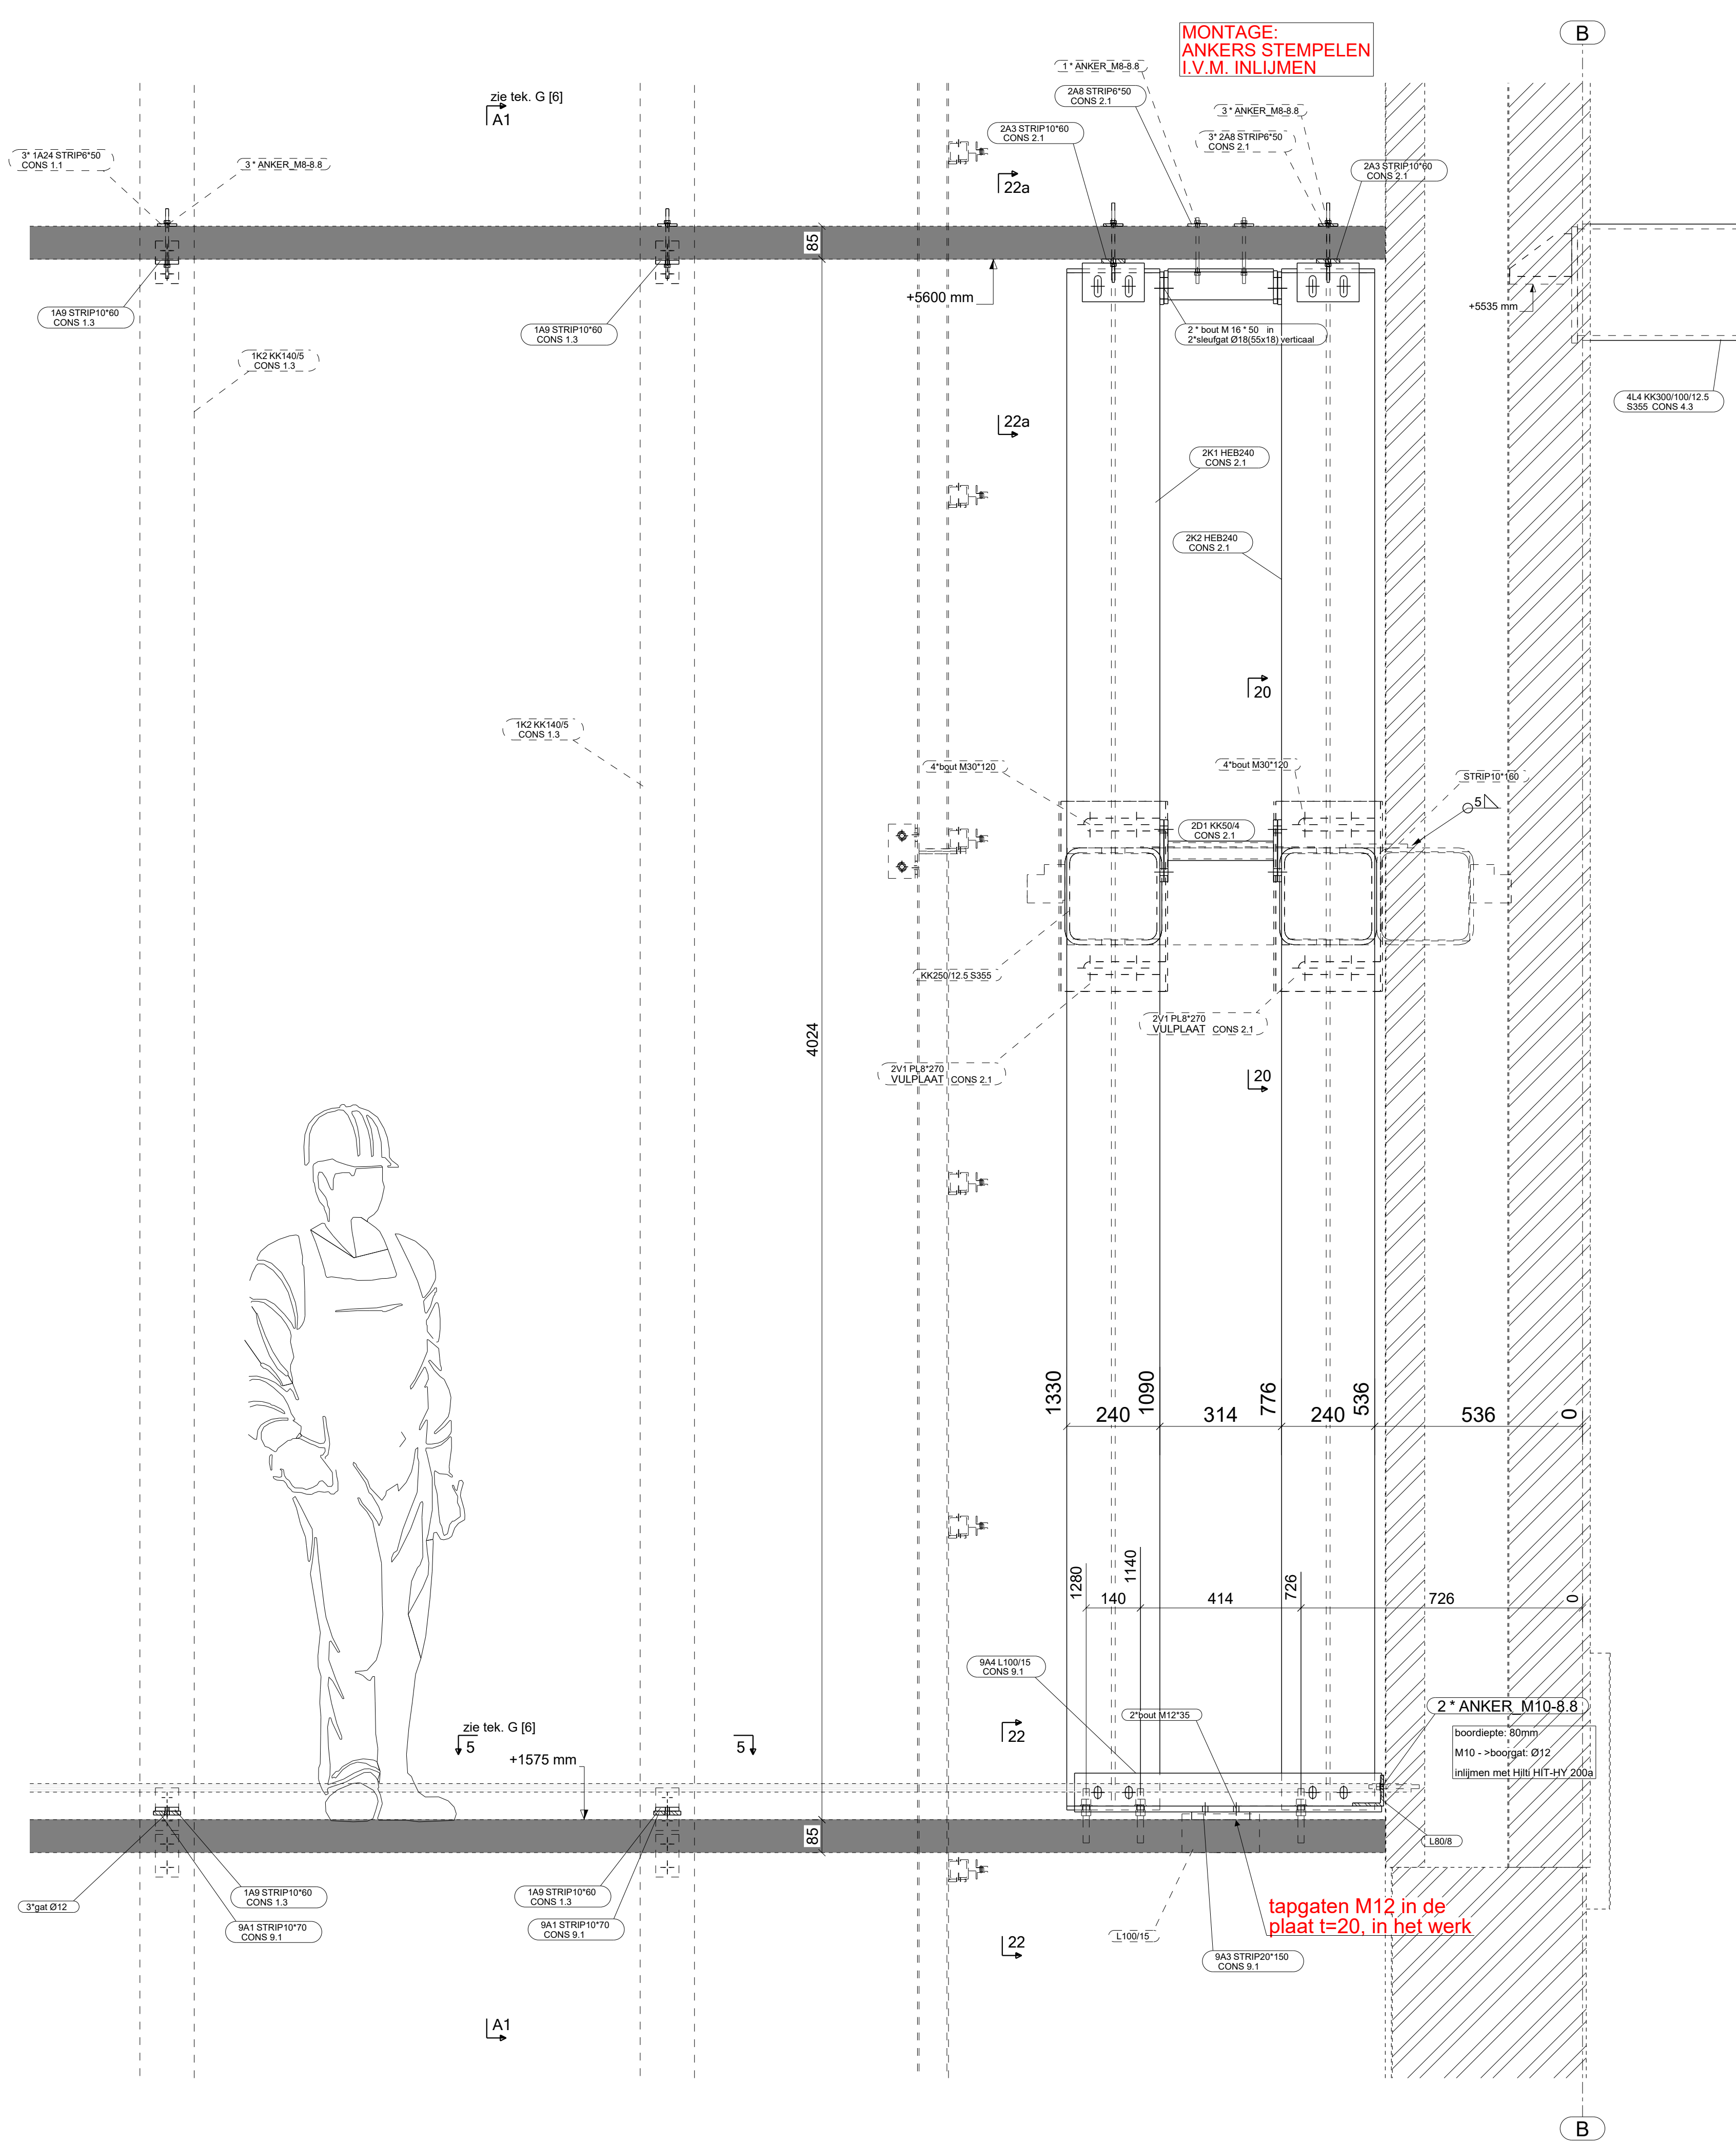 MONTAGE:
ANKERS STEMPELEN
I.V.M. INLIJMEN
B
1 * ANKER_M8-8.8
2A8 STRIP6*50
CONS 2.1
zie tek. G [6]
A1
3 * ANKER_M8-8.8
2A3 STRIP10*60
CONS 2.1
3* 2A8 STRIP6*50
CONS 2.1
3* 1A24 STRIP6*50
CONS 1.1
3 * ANKER_M8-8.8
2A3 STRIP10*60
CONS 2.1
22a
85
+5600 mm
+5535 mm
1A9 STRIP10*60
CONS 1.3
1A9 STRIP10*60
CONS 1.3
2 * bout M 16 * 50 in
2*sleufgat Ø18(55x18) verticaal
1K2 KK140/5
CONS 1.3
4L4 KK300/100/12.5
S355 CONS 4.3
22a
2K1 HEB240
CONS 2.1
2K2 HEB240
CONS 2.1
20
1K2 KK140/5
CONS 1.3
4*bout M30*120
4*bout M30*120
STRIP10*160
5
2D1 KK50/4
CONS 2.1
KK250/12.5 S355
2V1 PL8*270
VULPLAAT CONS 2.1
4024
2V1 PL8*270
VULPLAAT CONS 2.1
20
1330
1090
776
536
0
240
314
240
536
1280
1140
726
0
140
414
726
9A4 L100/15
CONS 9.1
2*bout M12*35
2 * ANKER_M10-8.8
boordiepte: 80mm
M10 - >boorgat: Ø12
inlijmen met Hilti HIT-HY 200a
zie tek. G [6]
5
5
22
+1575 mm
85
L80/8
3*gat Ø12
1A9 STRIP10*60
CONS 1.3
9A1 STRIP10*70
CONS 9.1
1A9 STRIP10*60
CONS 1.3
9A1 STRIP10*70
CONS 9.1
tapgaten M12 in de
plaat t=20, in het werk
22
L100/15
9A3 STRIP20*150
CONS 9.1
A1
B